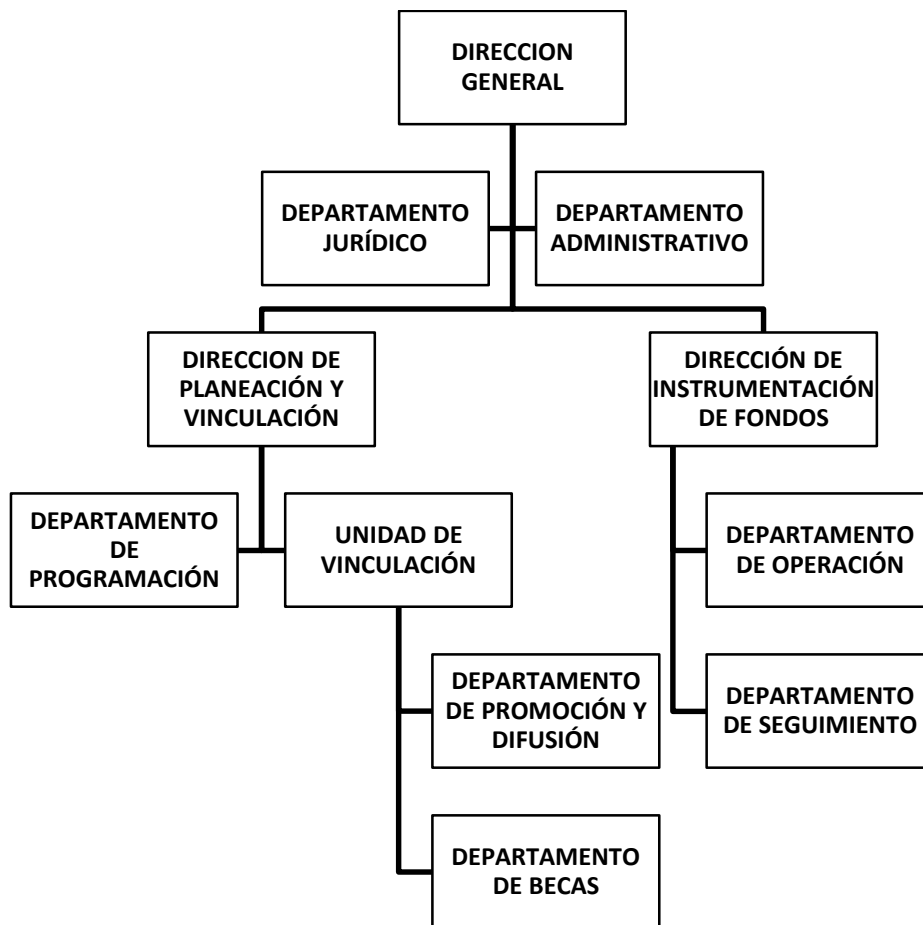 DIRECCION
GENERAL
DEPARTAMENTO
JURÍDICO
DEPARTAMENTO
ADMINISTRATIVO
DIRECCION DE
PLANEACIÓN Y
VINCULACIÓN
DIRECCIÓN DE
INSTRUMENTACIÓN
DE FONDOS
DEPARTAMENTO
DE
PROGRAMACIÓN
UNIDAD DE
VINCULACIÓN
DEPARTAMENTO
DE OPERACIÓN
DEPARTAMENTO
DE PROMOCIÓN Y
DIFUSIÓN
DEPARTAMENTO
DE SEGUIMIENTO
DEPARTAMENTO
DE BECAS